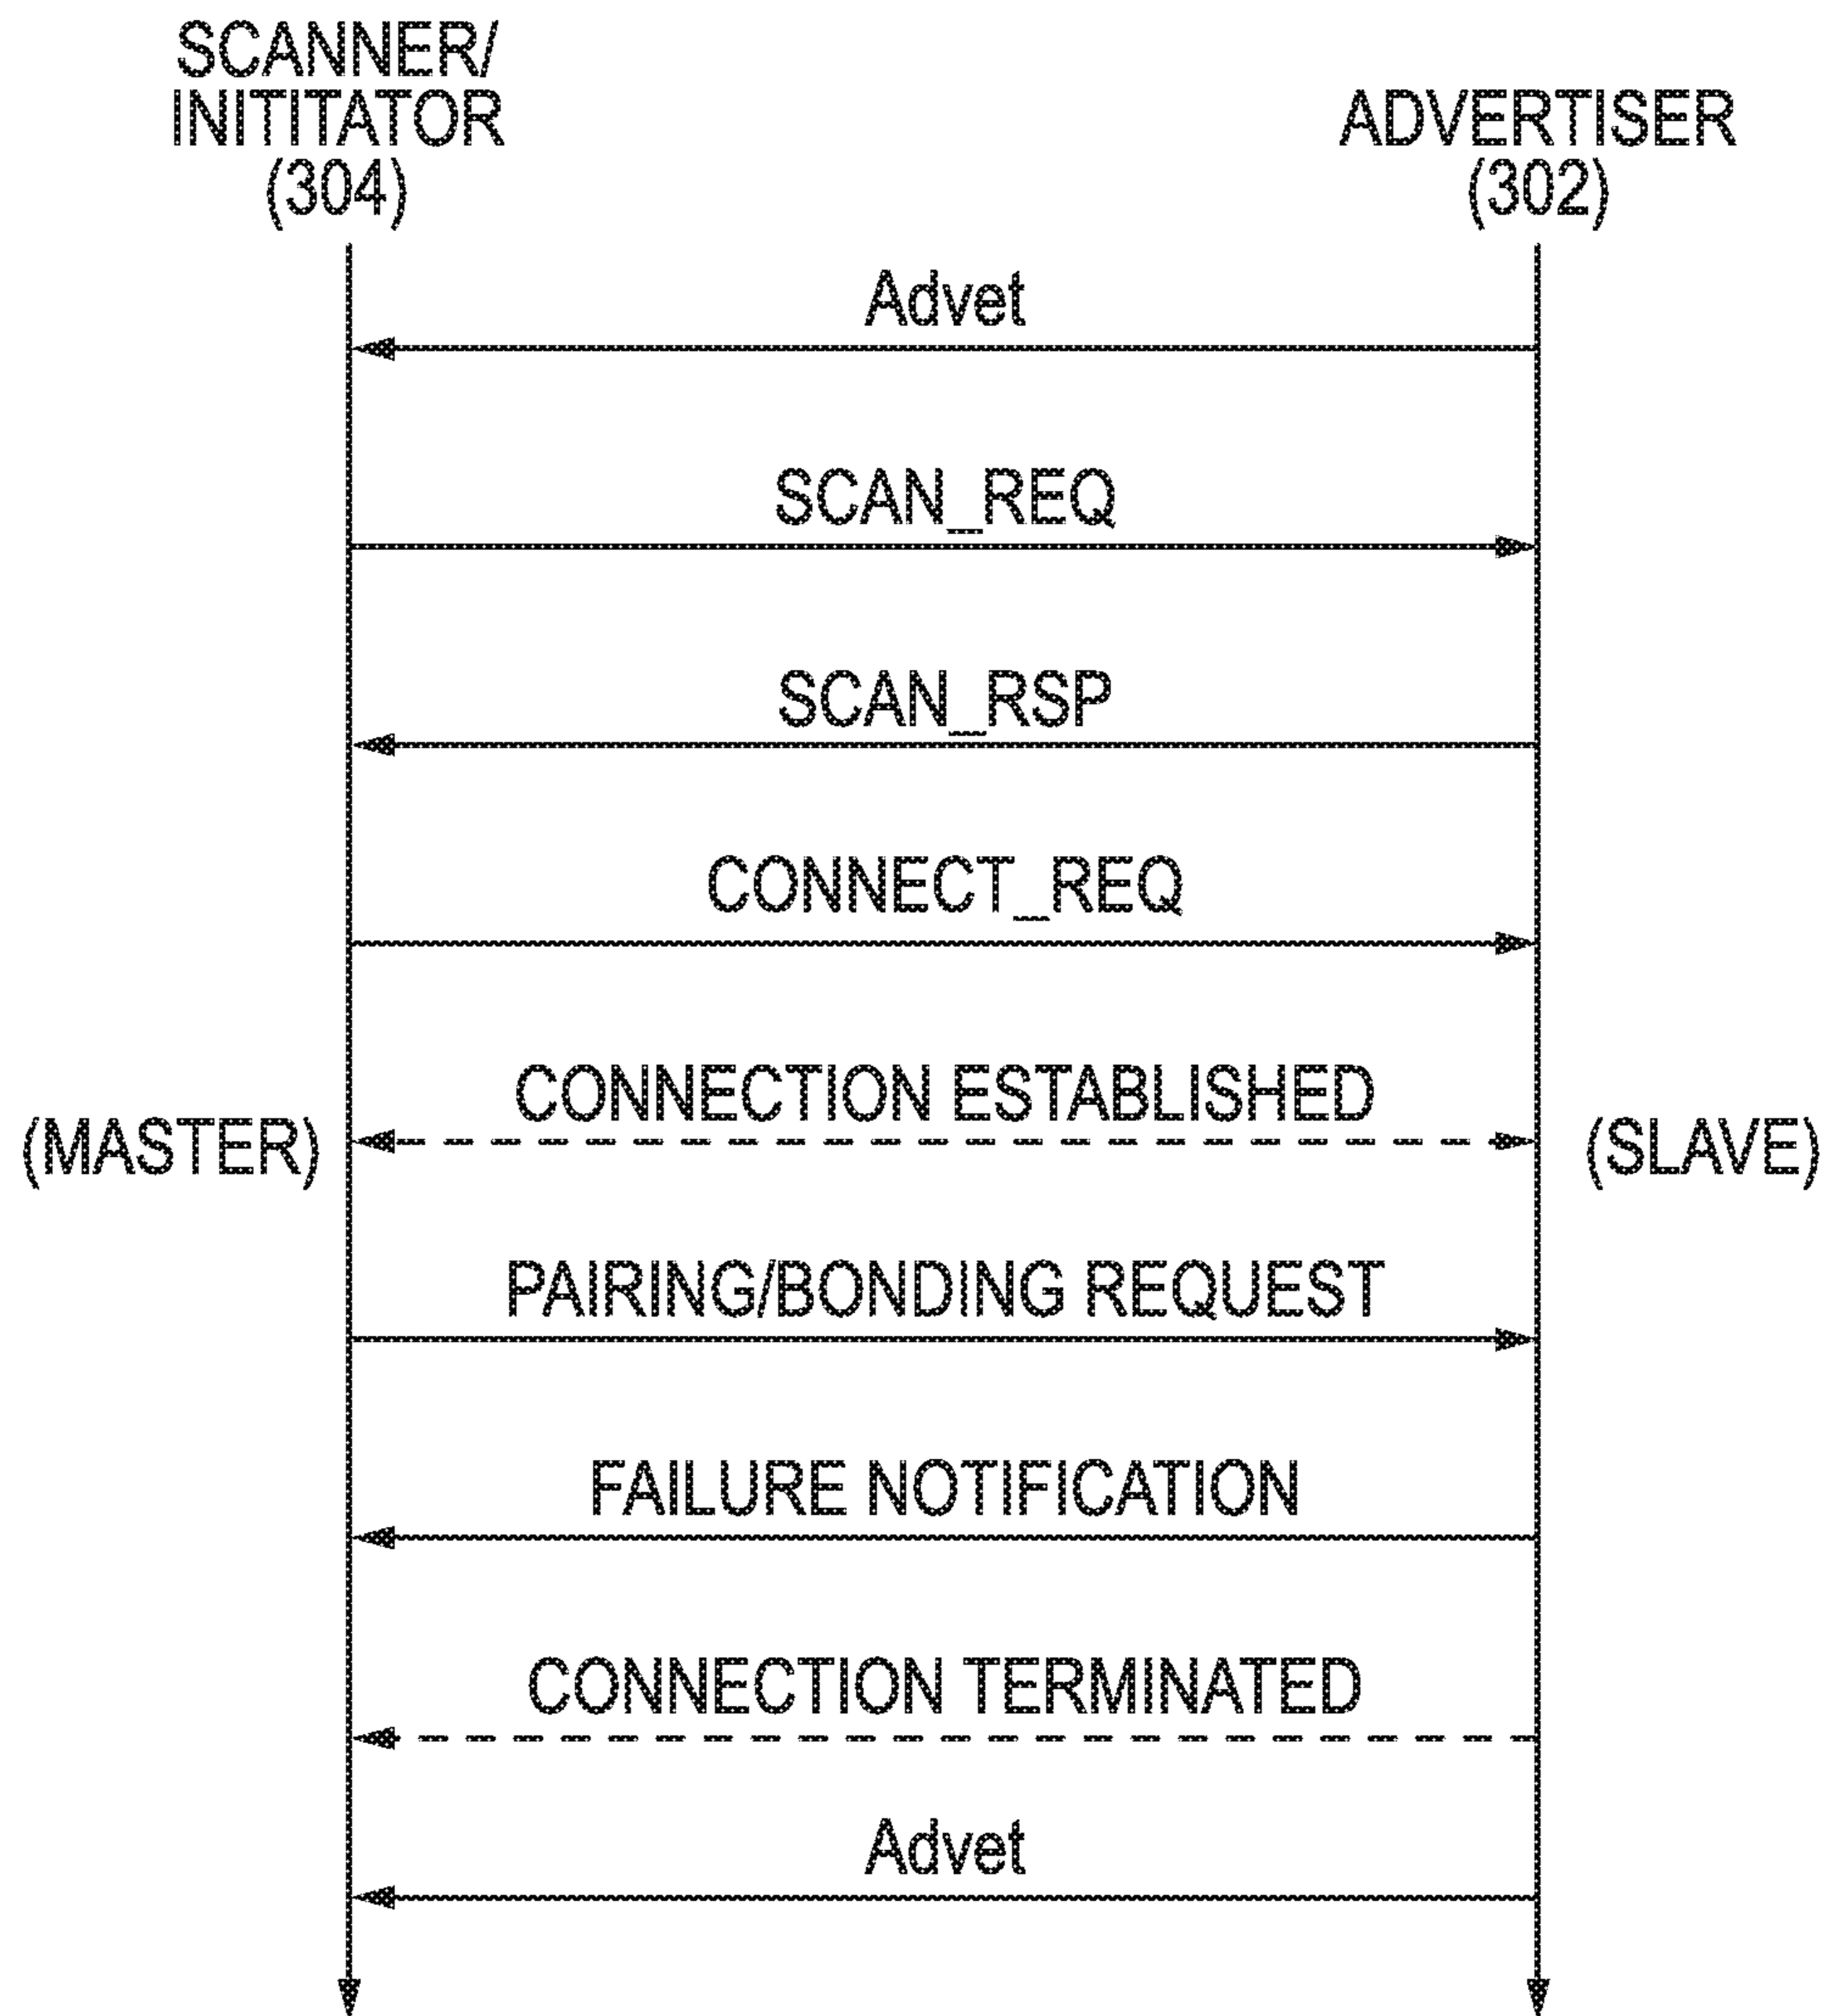 SCANNER/
INITITATOR
(304)
ADVERTISER
(302)
Advet
SCAN_REQ
SCAN_RSP
CONNECT_REQ
CONNECTION ESTABLISHED
(MASTER)
(SLAVE)
PAIRING/BONDING REQUEST
FAILURE NOTIFICATION
CONNECTION TERMINATED
Advet